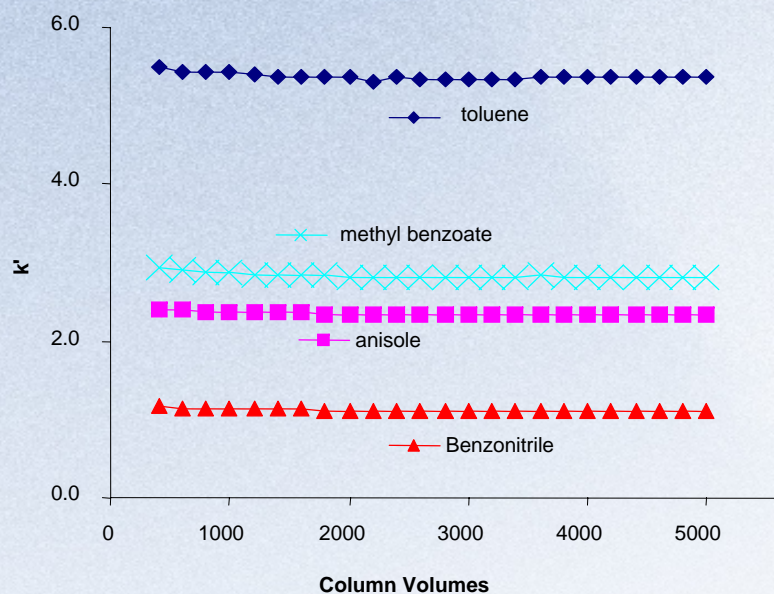 6.0
toluene
4.0
methyl benzoate
k'
2.0
anisole
Benzonitrile
0.0
0 1000 2000 3000 4000 5000
Column Volumes